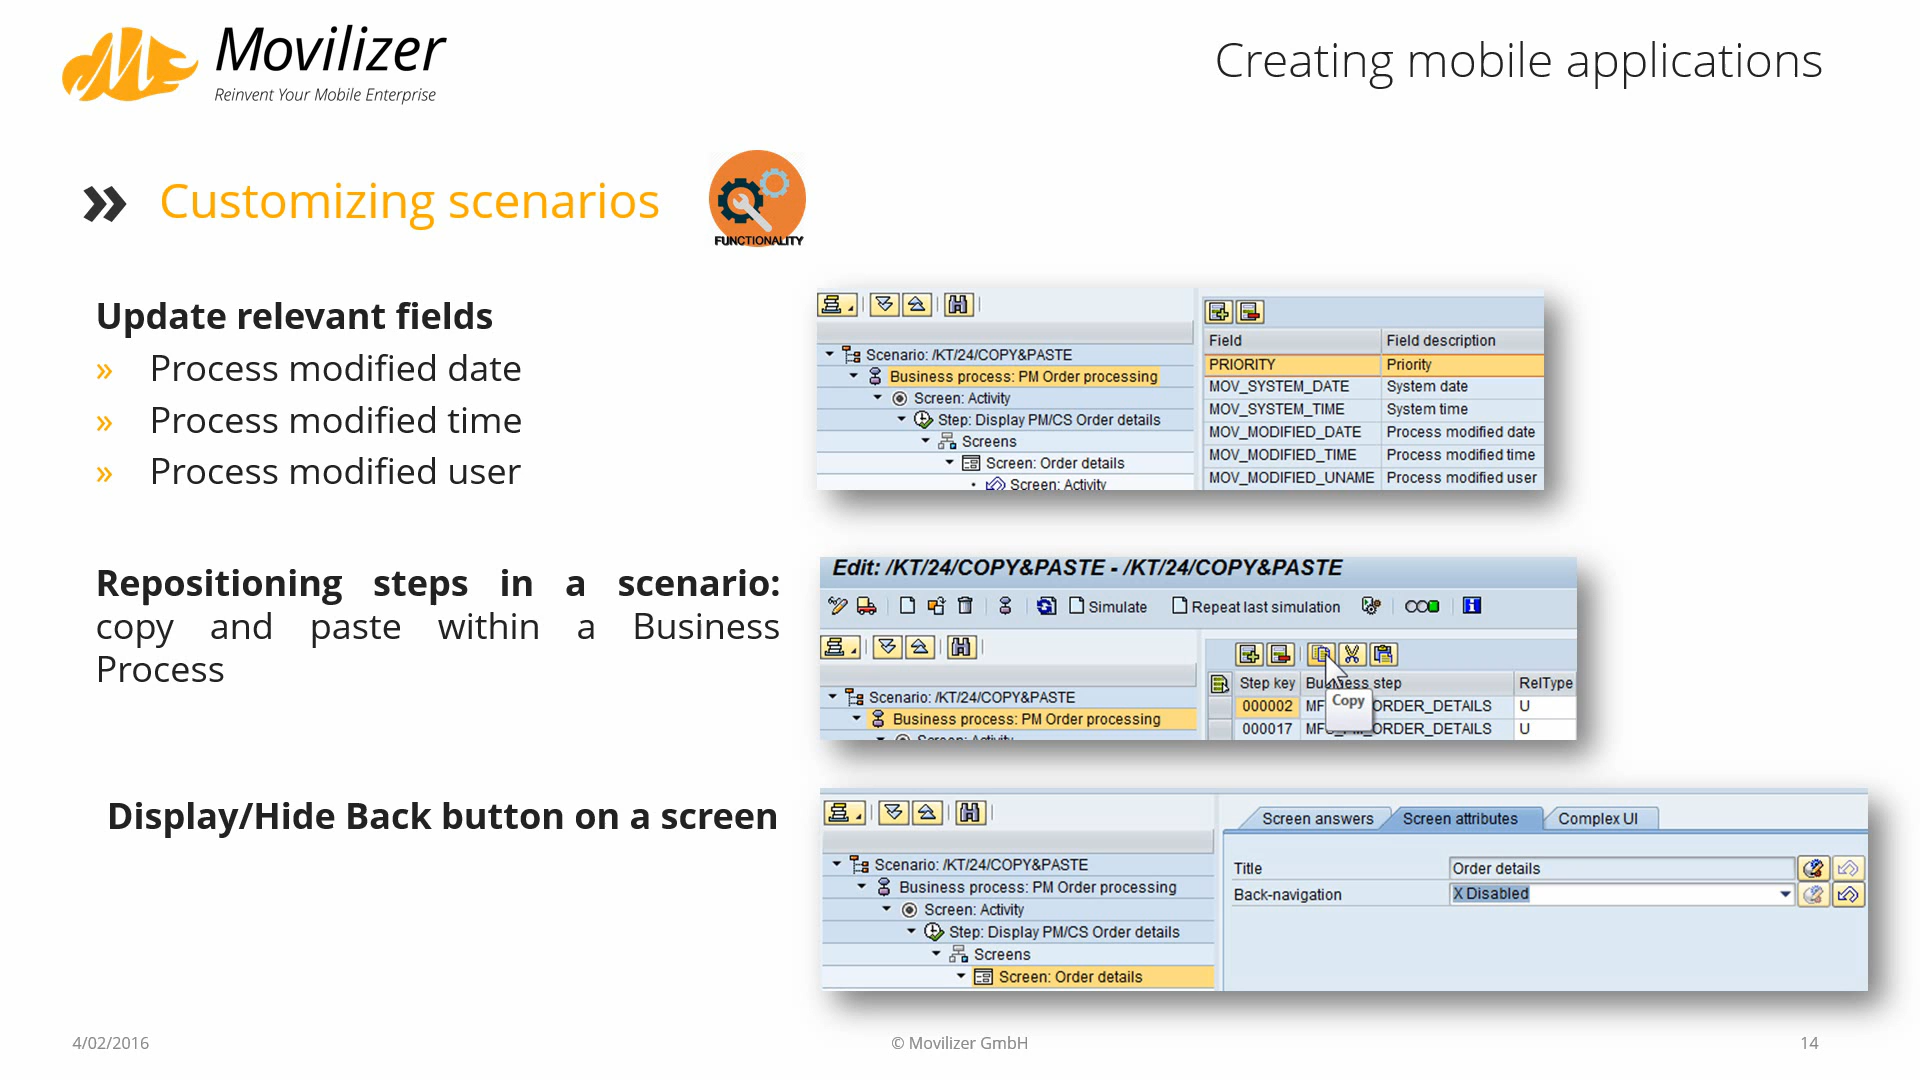 Movilizer
Reinvent Your Mobile Enterprise
Creating mobile applications
» Customizing scenarios
FUNCTIONALITY
Update relevant fields
» Process modified date
» Process modified time
» Process modified user
Scenario: /KT/24/COPY&PASTE
Business process: PM Order processing
Screen: Activity
Step: Display PM/CS Order details
Screens
Screen: Order details
Screen: Activity
Field Field description
PRIORITY Priority
MOV_SYSTEM_DATE System date
MOV_SYSTEM_TIME System time
MOV_MODIFIED_DATE Process modified date
MOV_MODIFIED_TIME Process modified time
MOV_MODIFIED_UNAME Process modified user
Repositioning steps in a scenario:
copy and paste within a Business
Process
Edit: /KT/24/COPY&PASTE - /KT/24/COPY&PASTE
Simulate Repeat last simulation
Scenario: /KT/24/COPY&PASTE
Business process: PM Order processing
Screen: Activity
Step key Business step RelType
000002 ORDER_DETAILS U
000017 ORDER_DETAILS U
Copy
Display/Hide Back button on a screen
Scenario: /KT/24/COPY&PASTE
Business process: PM Order processing
Screen: Activity
Step: Display PM/CS Order details
Screens
Screen: Order details
Screen answers Screen attributes Complex UI
Title Order details
Back-navigation X Disabled
4/02/2016
© Movilizer GmbH
14